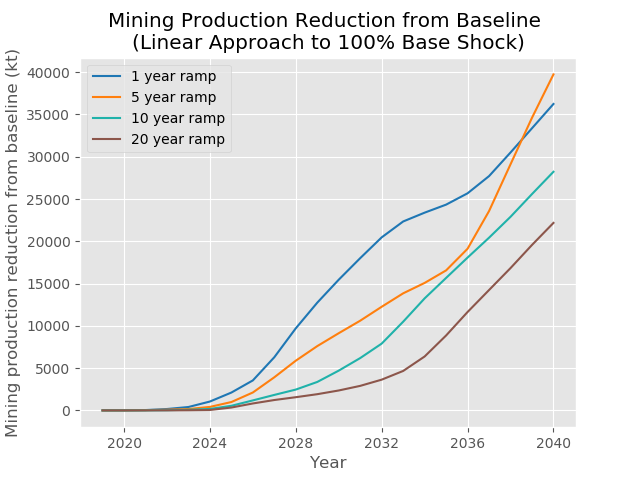 Mining Production Reduction from Baseline
(Linear Approach to 100% Base Shock)
Mining production reduction from baseline (kt)
40000
35000
30000
25000
20000
15000
10000
5000
0
1 year ramp
5 year ramp
10 year ramp
20 year ramp
2020 2024 2028 2032 2036 2040
Year